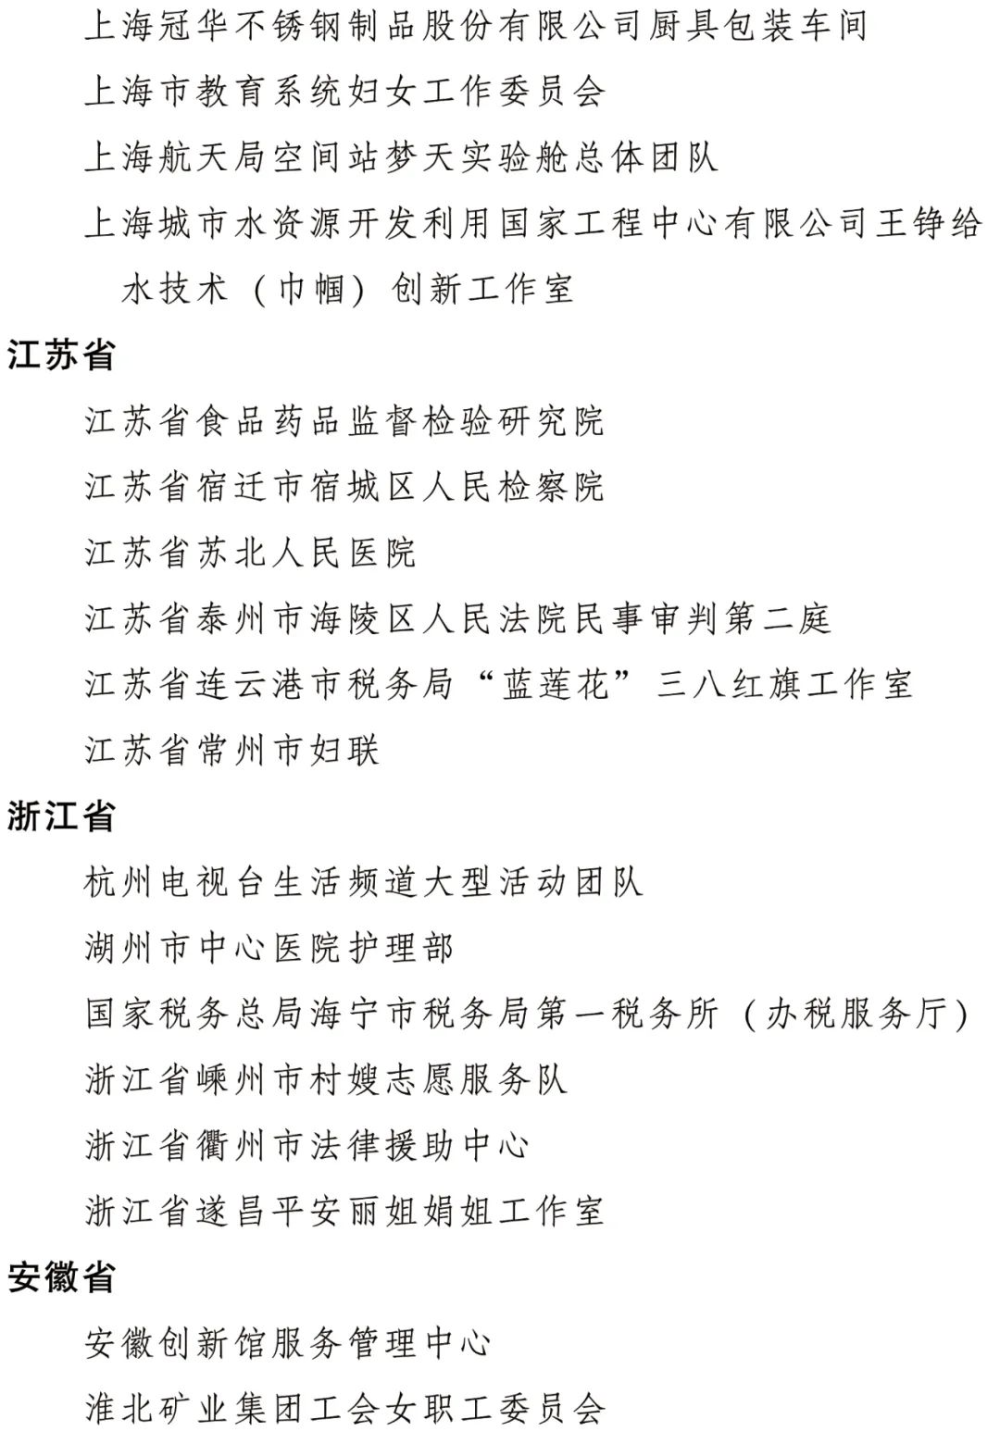 上海冠华不锈钢制品股份有限公司厨具包装车间
上海市教育系统妇女工作委员会
上海航天局空间站梦天实验舱总体团队
上海城市水资源开发利用国家工程中心有限公司王铮给
水技术（巾帼）创新工作室
江苏省
江苏省食品药品监督检验研究院
江苏省宿迁市宿城区人民检察院
江苏省苏北人民医院
江苏省泰州市海陵区人民法院民事审判第二庭
江苏省连云港市税务局“蓝莲花”三八红旗工作室
江苏省常州市妇联
浙江省
杭州电视台生活频道大型活动团队
湖州市中心医院护理部
国家税务总局海宁市税务局第一税务所（办税服务厅）
浙江省嵊州市村嫂志愿服务队
浙江省衢州市法律援助中心
浙江省遂昌平安丽姐娟姐工作室
安徽省
安徽创新馆服务管理中心
淮北矿业集团工会女职工委员会